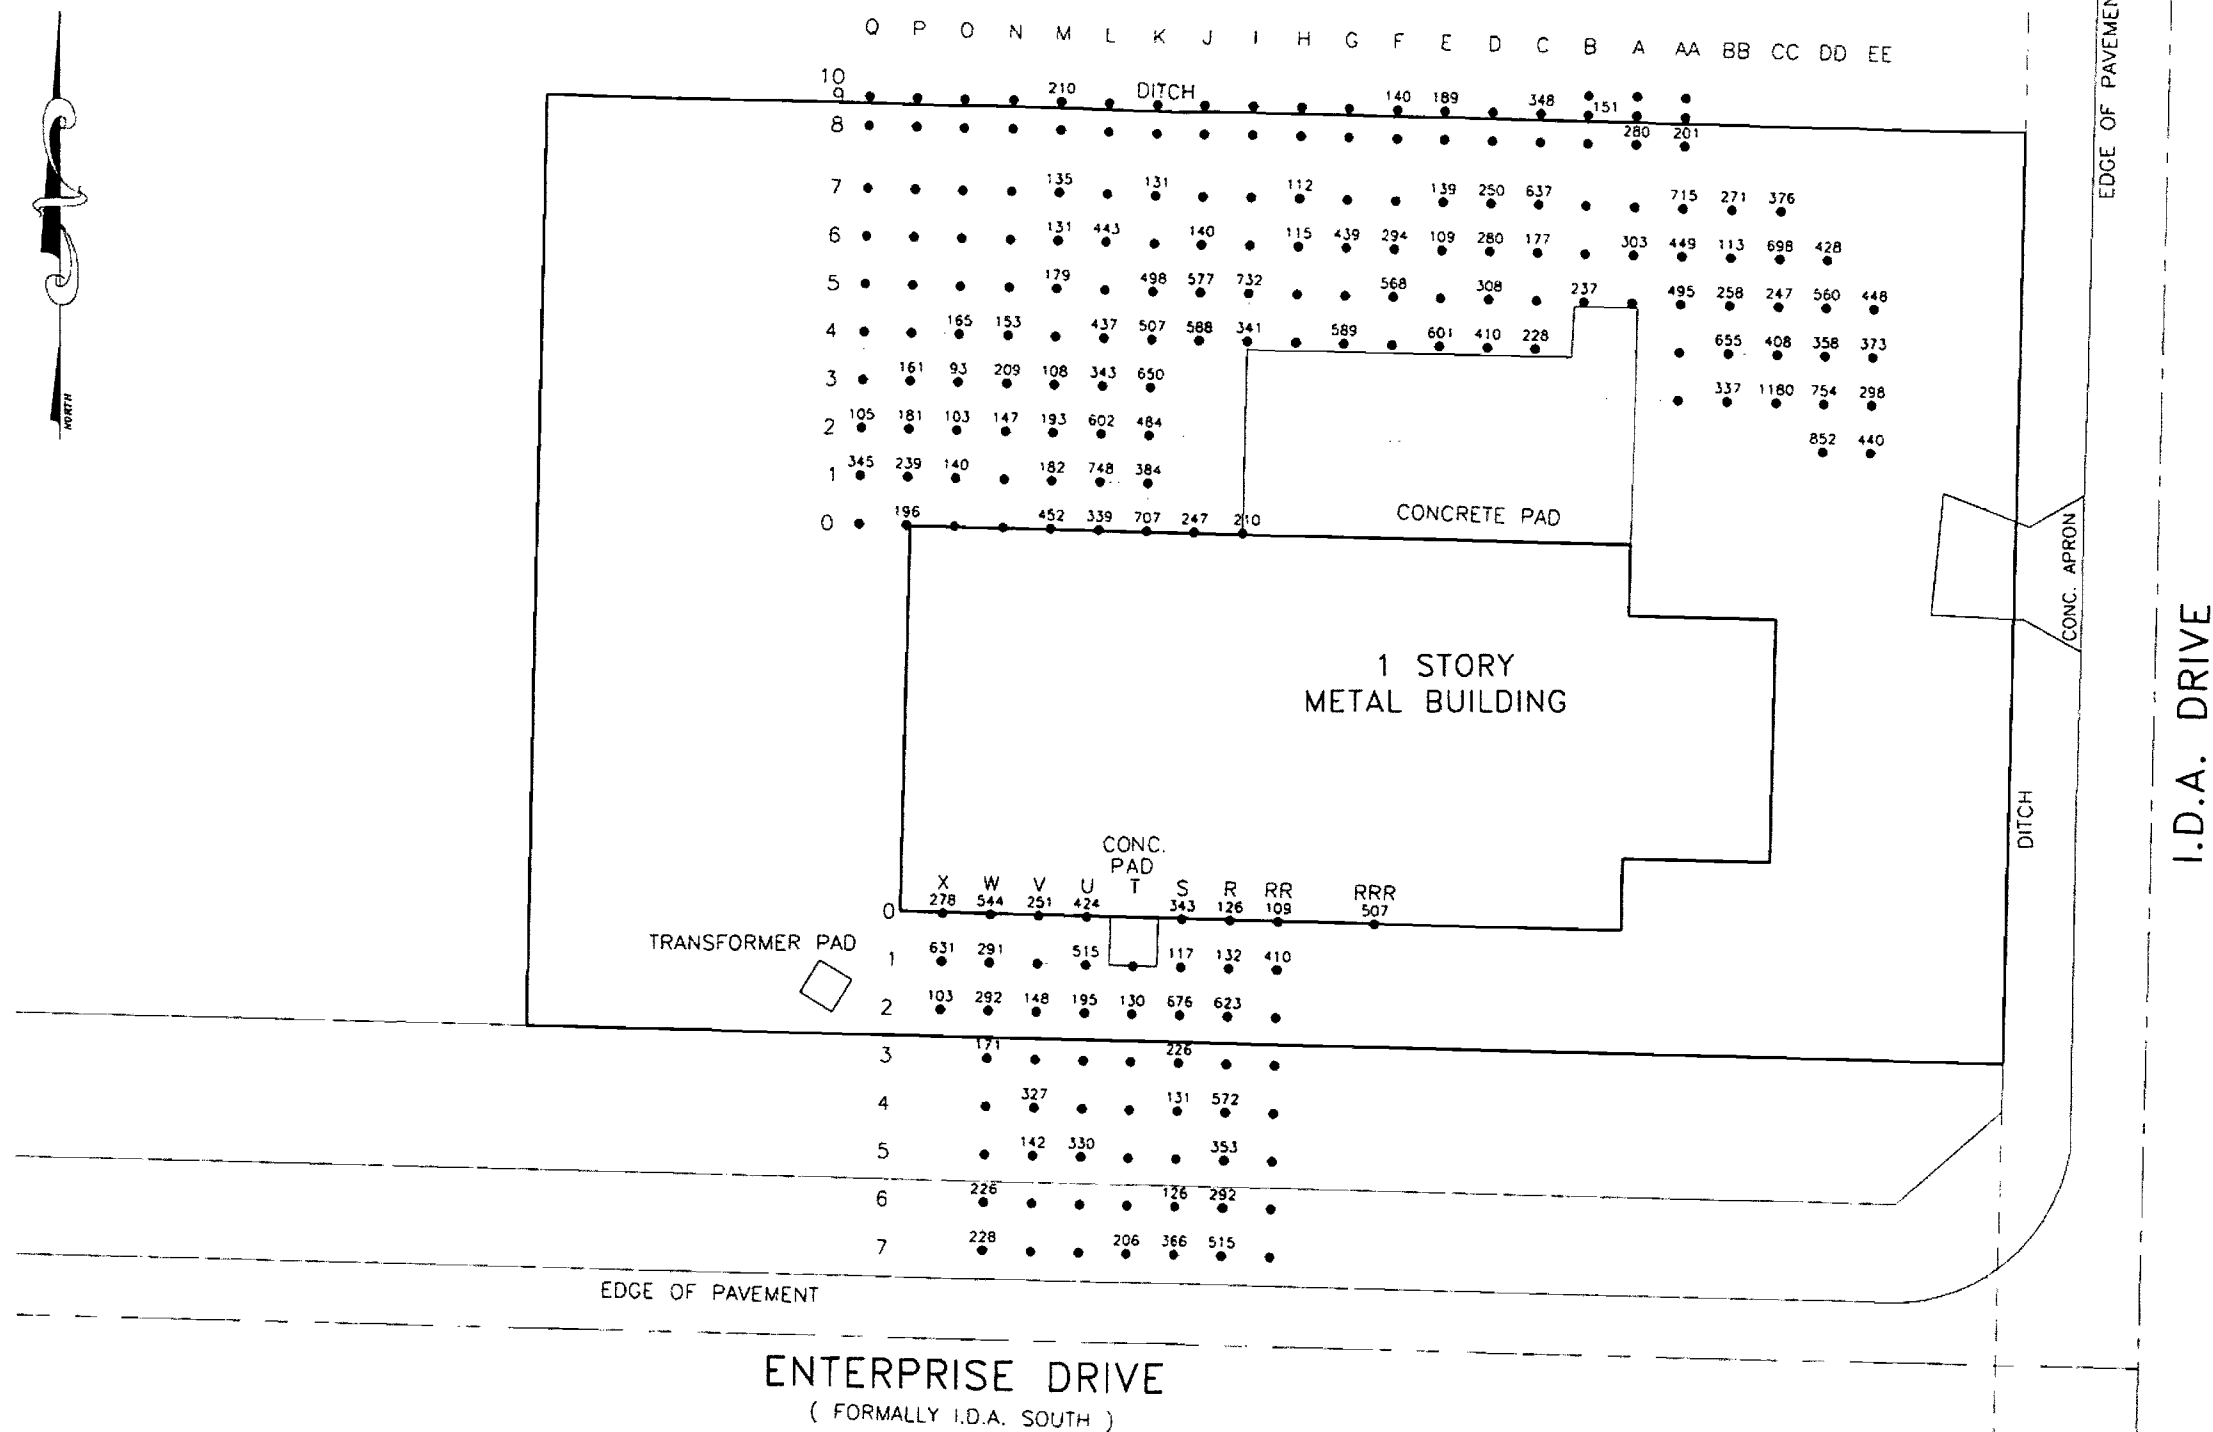 Q P O N M L K J I H G F E D C B A AA BB CC DD EE
EDGE OF PAVEMEN
10
9 210 DITCH 140 189 348 151
8 280 201
7 135 131 112 139 250 637 715 271 376
6 131 443 140 115 439 294 109 280 177 303 449 113 698 428
5 179 498 577 732 568 308 237 495 258 247 560 448
4 165 153 437 507 588 341 589 601 410 228 655 408 358 373
3 161 93 209 108 343 650 337 1180 754 298
2 105 181 103 147 193 602 484 852 440
1 345 239 140 182 748 384
0 196 452 339 707 247 210
NORTH
CONCRETE PAD
CONC. APRON
1 STORY
METAL BUILDING
I.D.A. DRIVE
DITCH
CONC.
PAD
X W V U T S R RR RRR
0 278 544 251 424 343 126 109 507
TRANSFORMER PAD
1 631 291 515 117 132 410
2 103 292 148 195 130 676 623
3 171 226
4 327 131 572
5 142 330 353
6 226 126 292
7 228 206 366 515
EDGE OF PAVEMENT
ENTERPRISE DRIVE
( FORMALLY I.D.A. SOUTH )